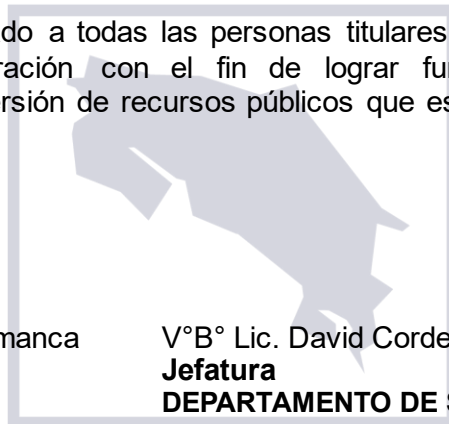 do a todas las personas titulares
ración con el fin de lograr fu
ersión de recursos públicos que es
manca V°B° Lic. David Corde
Jefatura
DEPARTAMENTO DE S